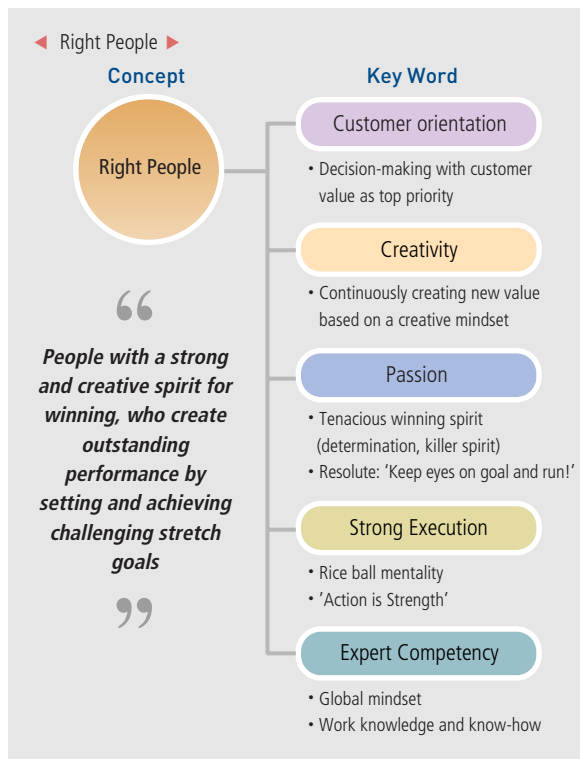 ◀ Right People ▶
Concept
Right People
“
People with a strong
and creative spirit for
winning, who create
outstanding
performance by
setting and achieving
challenging stretch
goals
”
Key Word
Customer orientation
• Decision-making with customer
value as top priority
Creativity
• Continuously creating new value
based on a creative mindset
Passion
• Tenacious winning spirit
(determination, killer spirit)
• Resolute: ‘Keep eyes on goal and run!’
Strong Execution
• Rice ball mentality
• ‘Action is Strength’
Expert Competency
• Global mindset
• Work knowledge and know-how